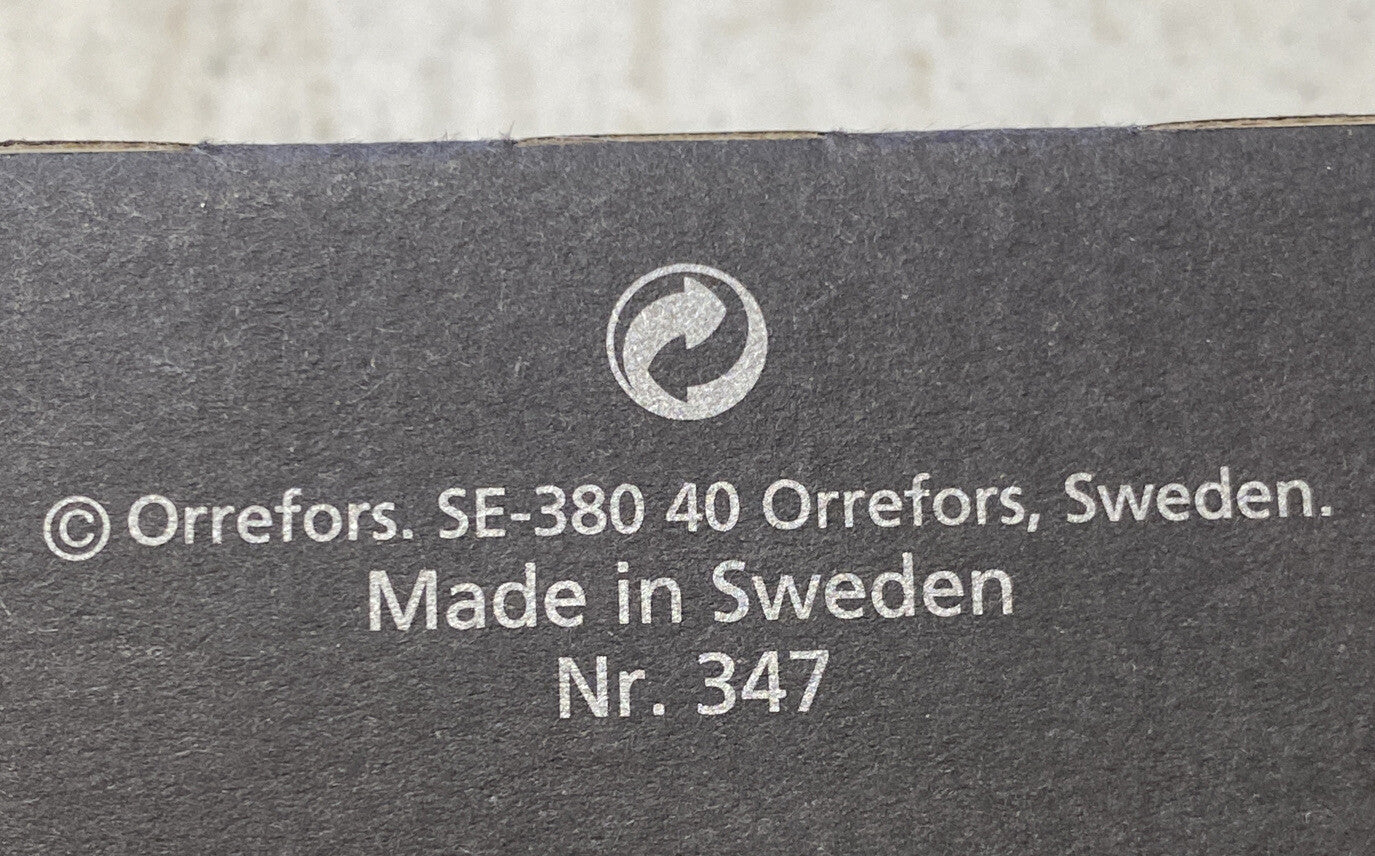 © Orrefors. SE-380 40 Orrefors, Sweden.
Made in Sweden
Nr. 347